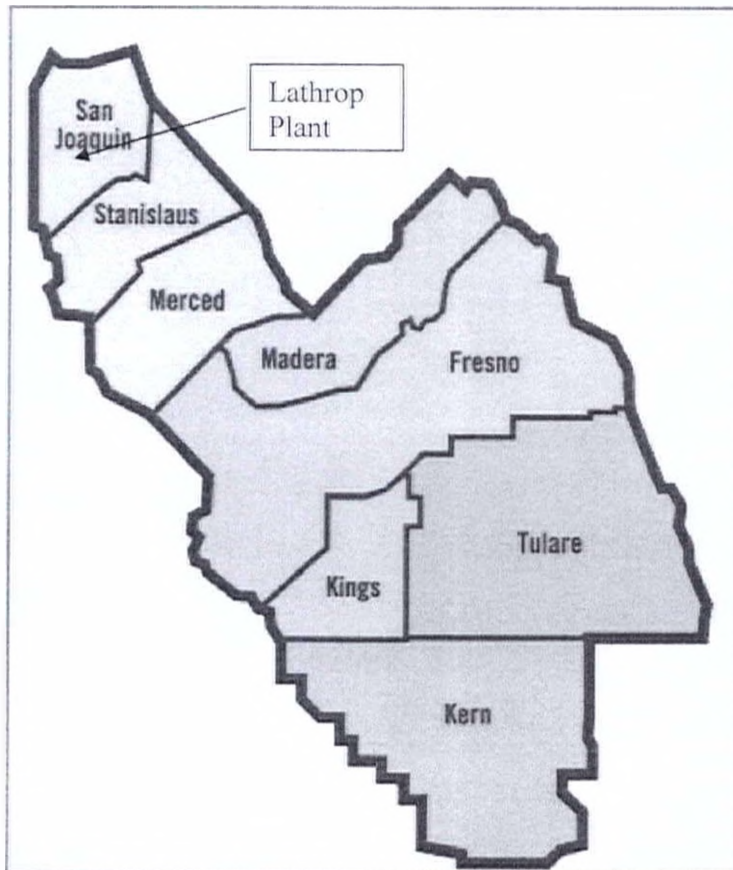 San
Joaquin
Lathrop
Plant
Stanislaus
Merced
Madera
Fresno
Tulare
Kings
Kern